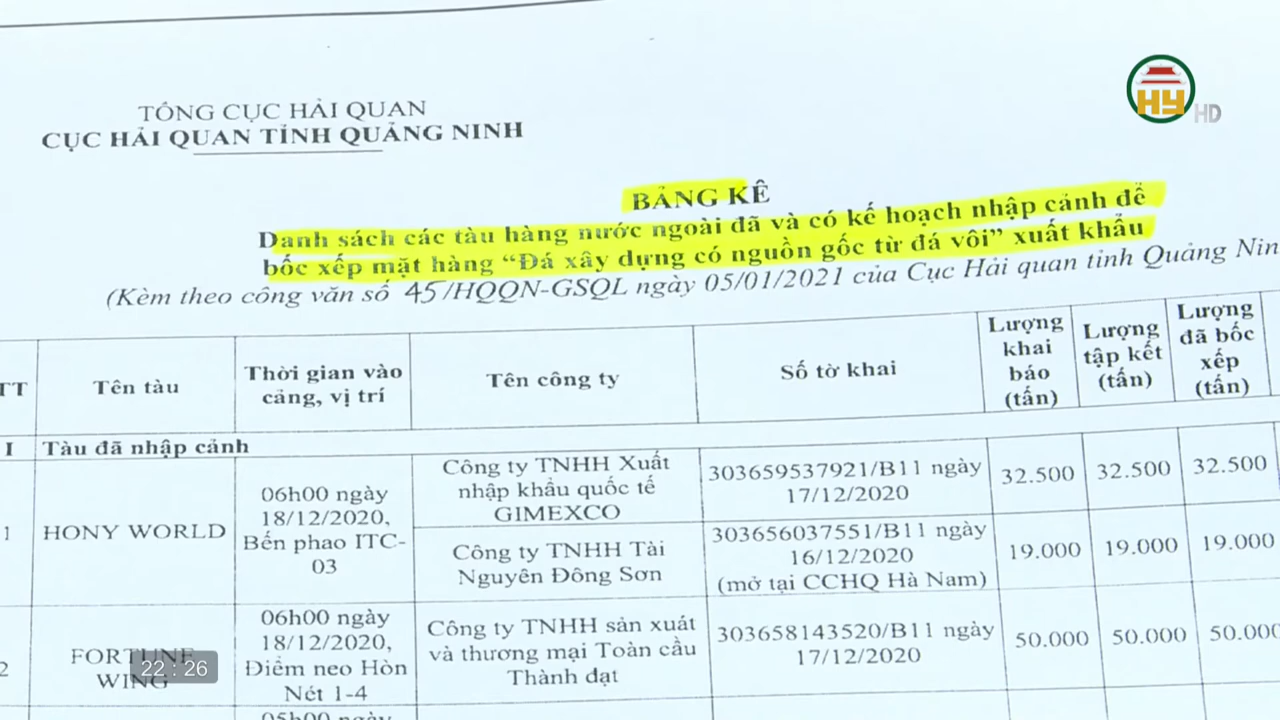 HY HD
TỔNG CỤC HẢI QUAN
CỤC HẢI QUAN TỈNH QUẢNG NINH
BẢNG KÊ
Danh sách các tàu hàng nước ngoài đã và có kế hoạch nhập cảnh để
bốc xếp mặt hàng “Đá xây dựng có nguồn gốc từ đá vôi” xuất khẩu
(Kèm theo công văn số 45/HQQN-GSQL ngày 05/01/2021 của Cục Hải quan tỉnh Quảng Nin
TT
Tên tàu
Thời gian vào
cảng, vị trí
Tên công ty
Số tờ khai
Lượng
khai
báo
(tấn)
Lượng
tập kết
(tấn)
Lượng
đã bốc
xếp
(tấn)
I Tàu đã nhập cảnh
1
HONY WORLD
06h00 ngày
18/12/2020,
Bến phao ITC-
03
Công ty TNHH Xuất
nhập khẩu quốc tế
GIMEXCO
303659537921/B11 ngày
17/12/2020
32.500
32.500
32.500
Công ty TNHH Tài
Nguyên Đông Sơn
303656037551/B11 ngày
16/12/2020
(mở tại CCHQ Hà Nam)
19.000
19.000
19.000
2
FORTUNE
WING
06h00 ngày
18/12/2020,
Điểm neo Hòn
Nét 1-4
Công ty TNHH sản xuất
và thương mại Toàn cầu
Thành đạt
303658143520/B11 ngày
17/12/2020
50.000
50.000
50.000
05h00 ngày
22:26